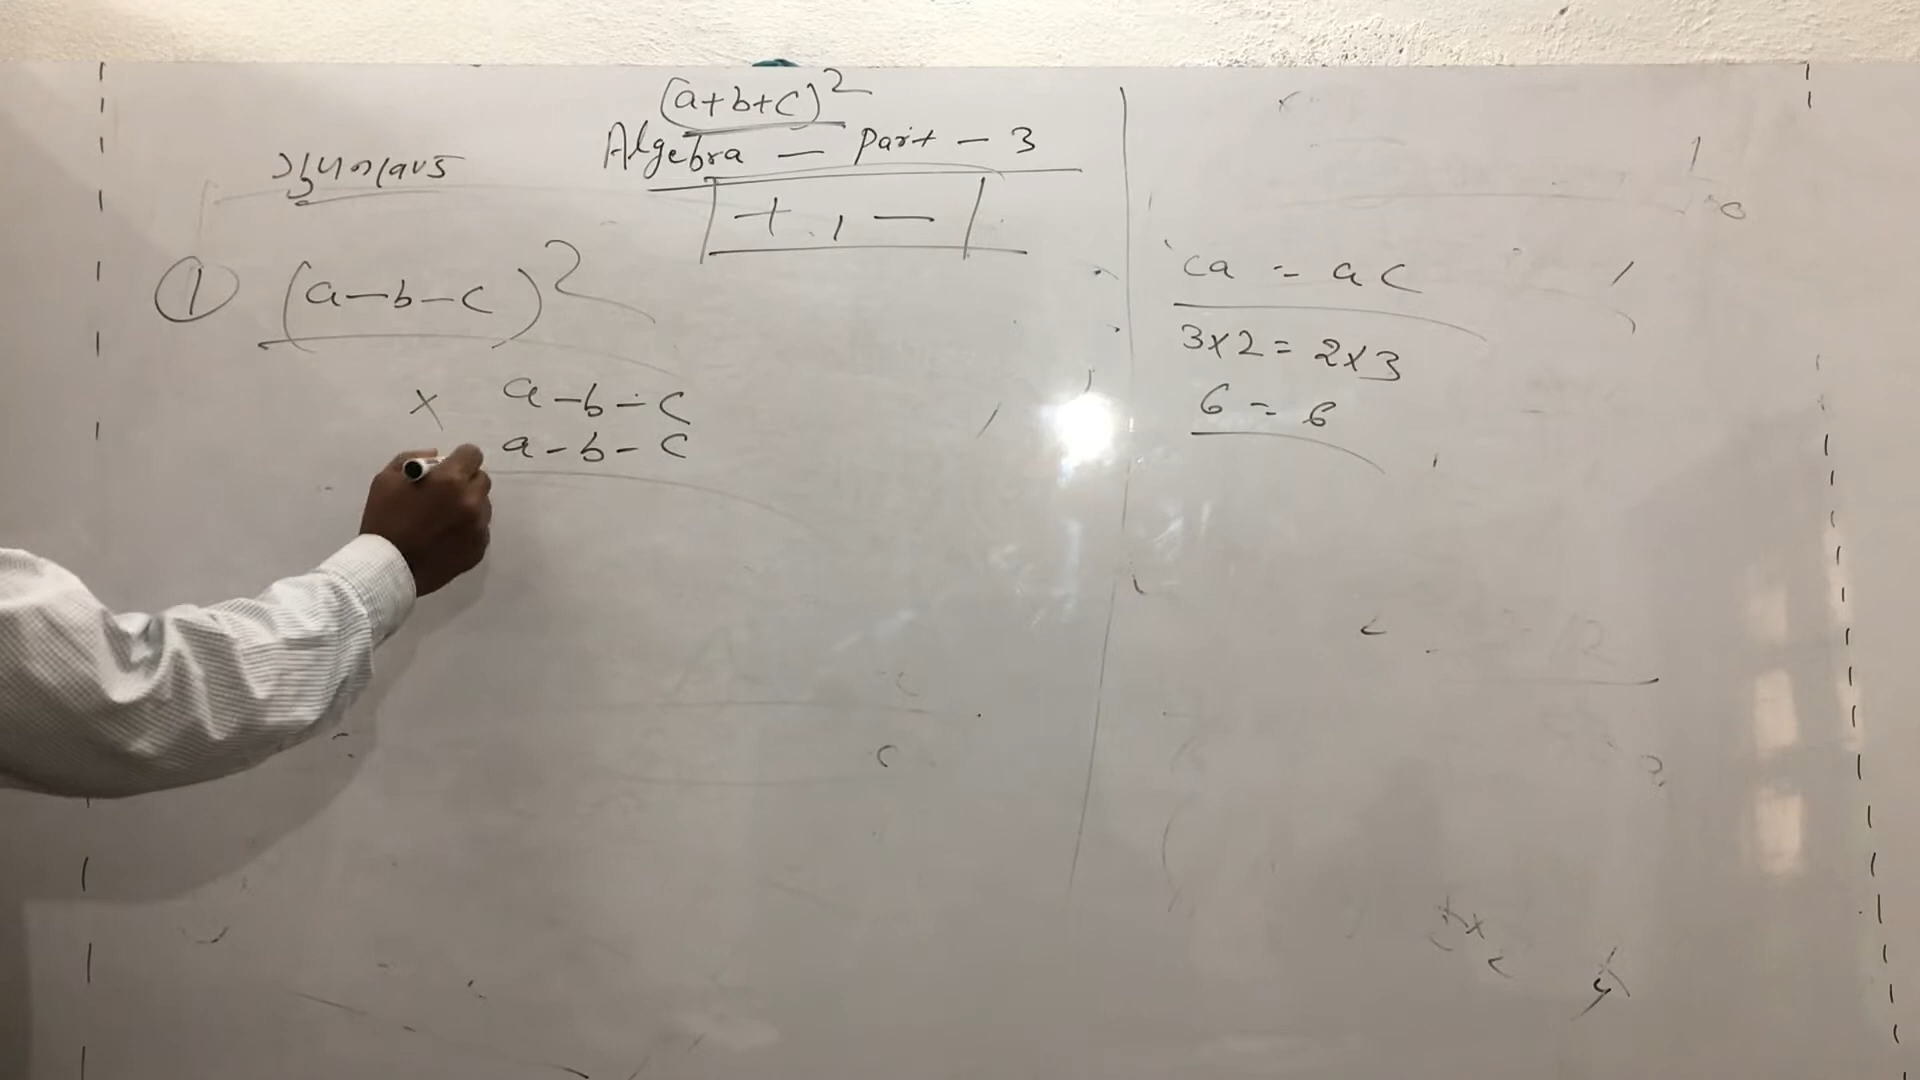 (a+b+c)²
Algebra — Part - 3
+ , —
① (a-b-c)²
× a-b-c
a-b-c
ca = ac
3×2 = 2×3
6 = 6